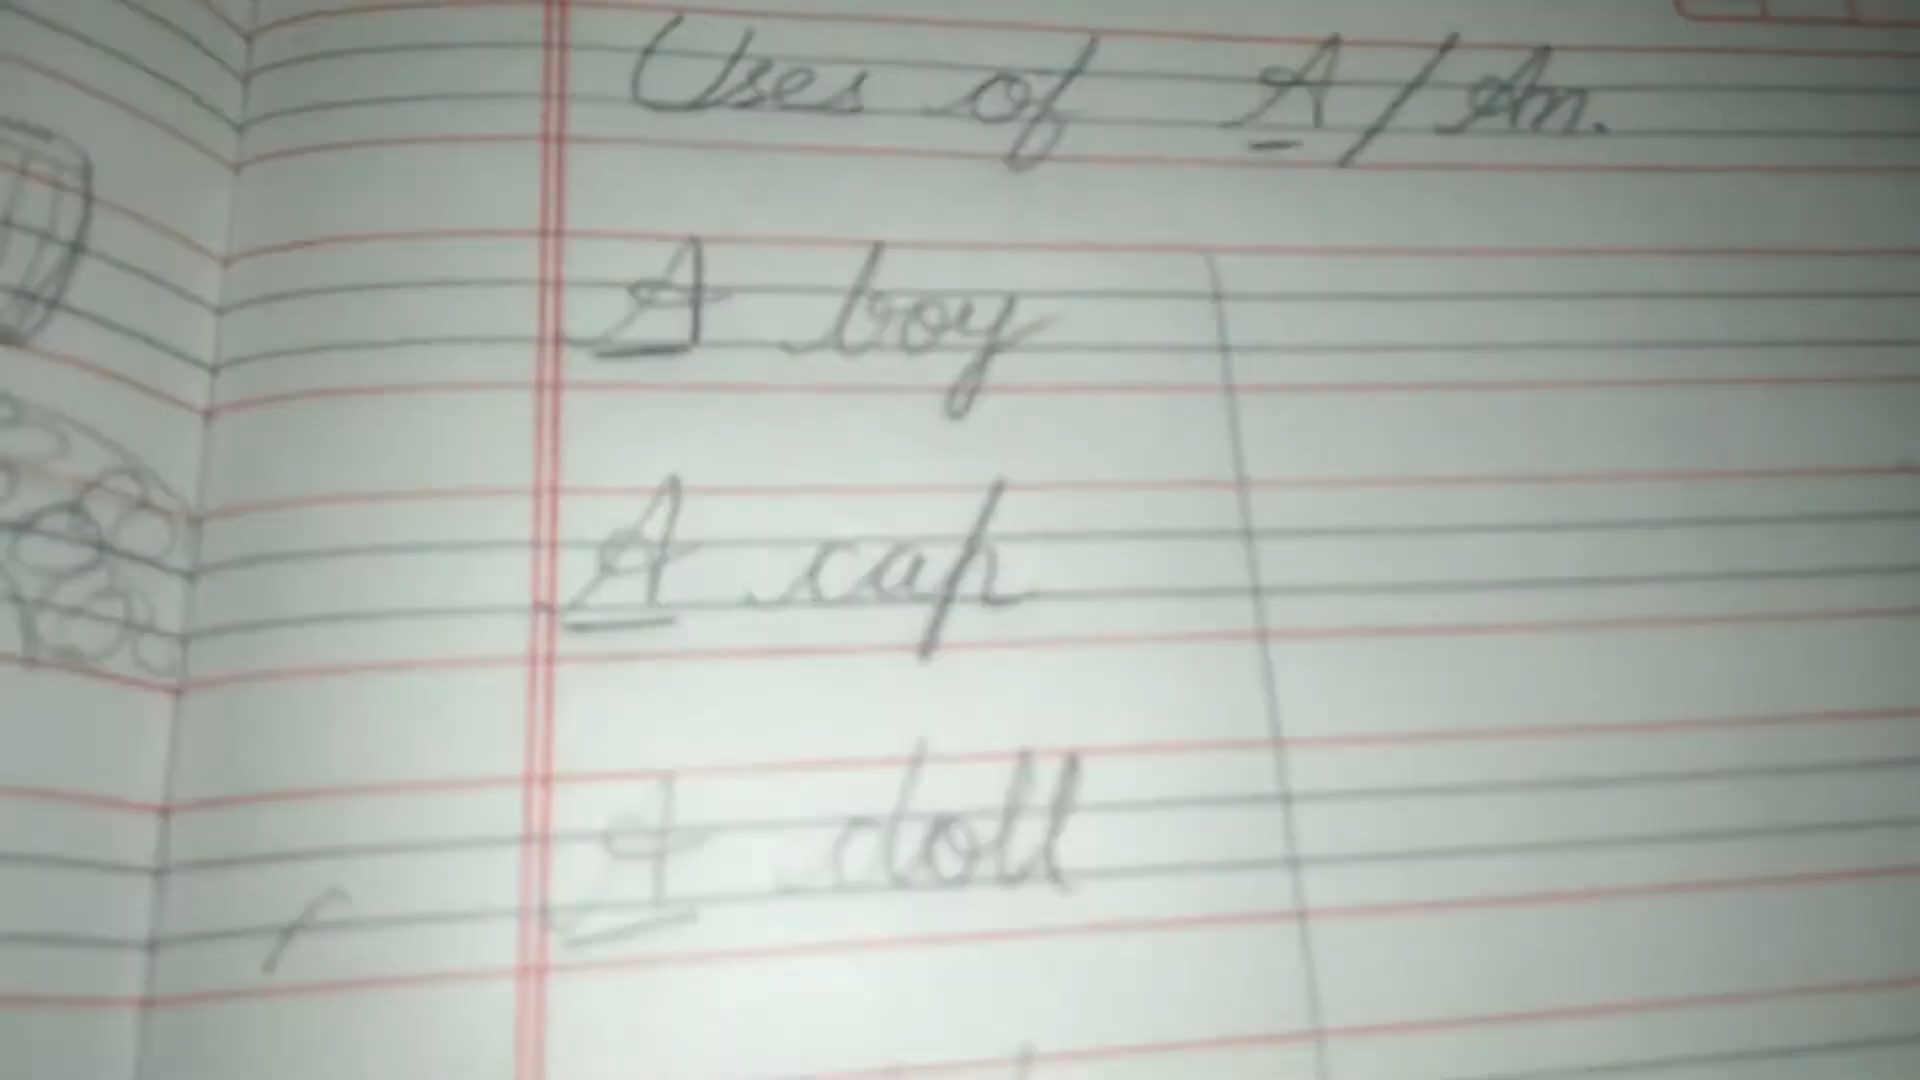 Uses of A/An.
A boy
A cap
A doll